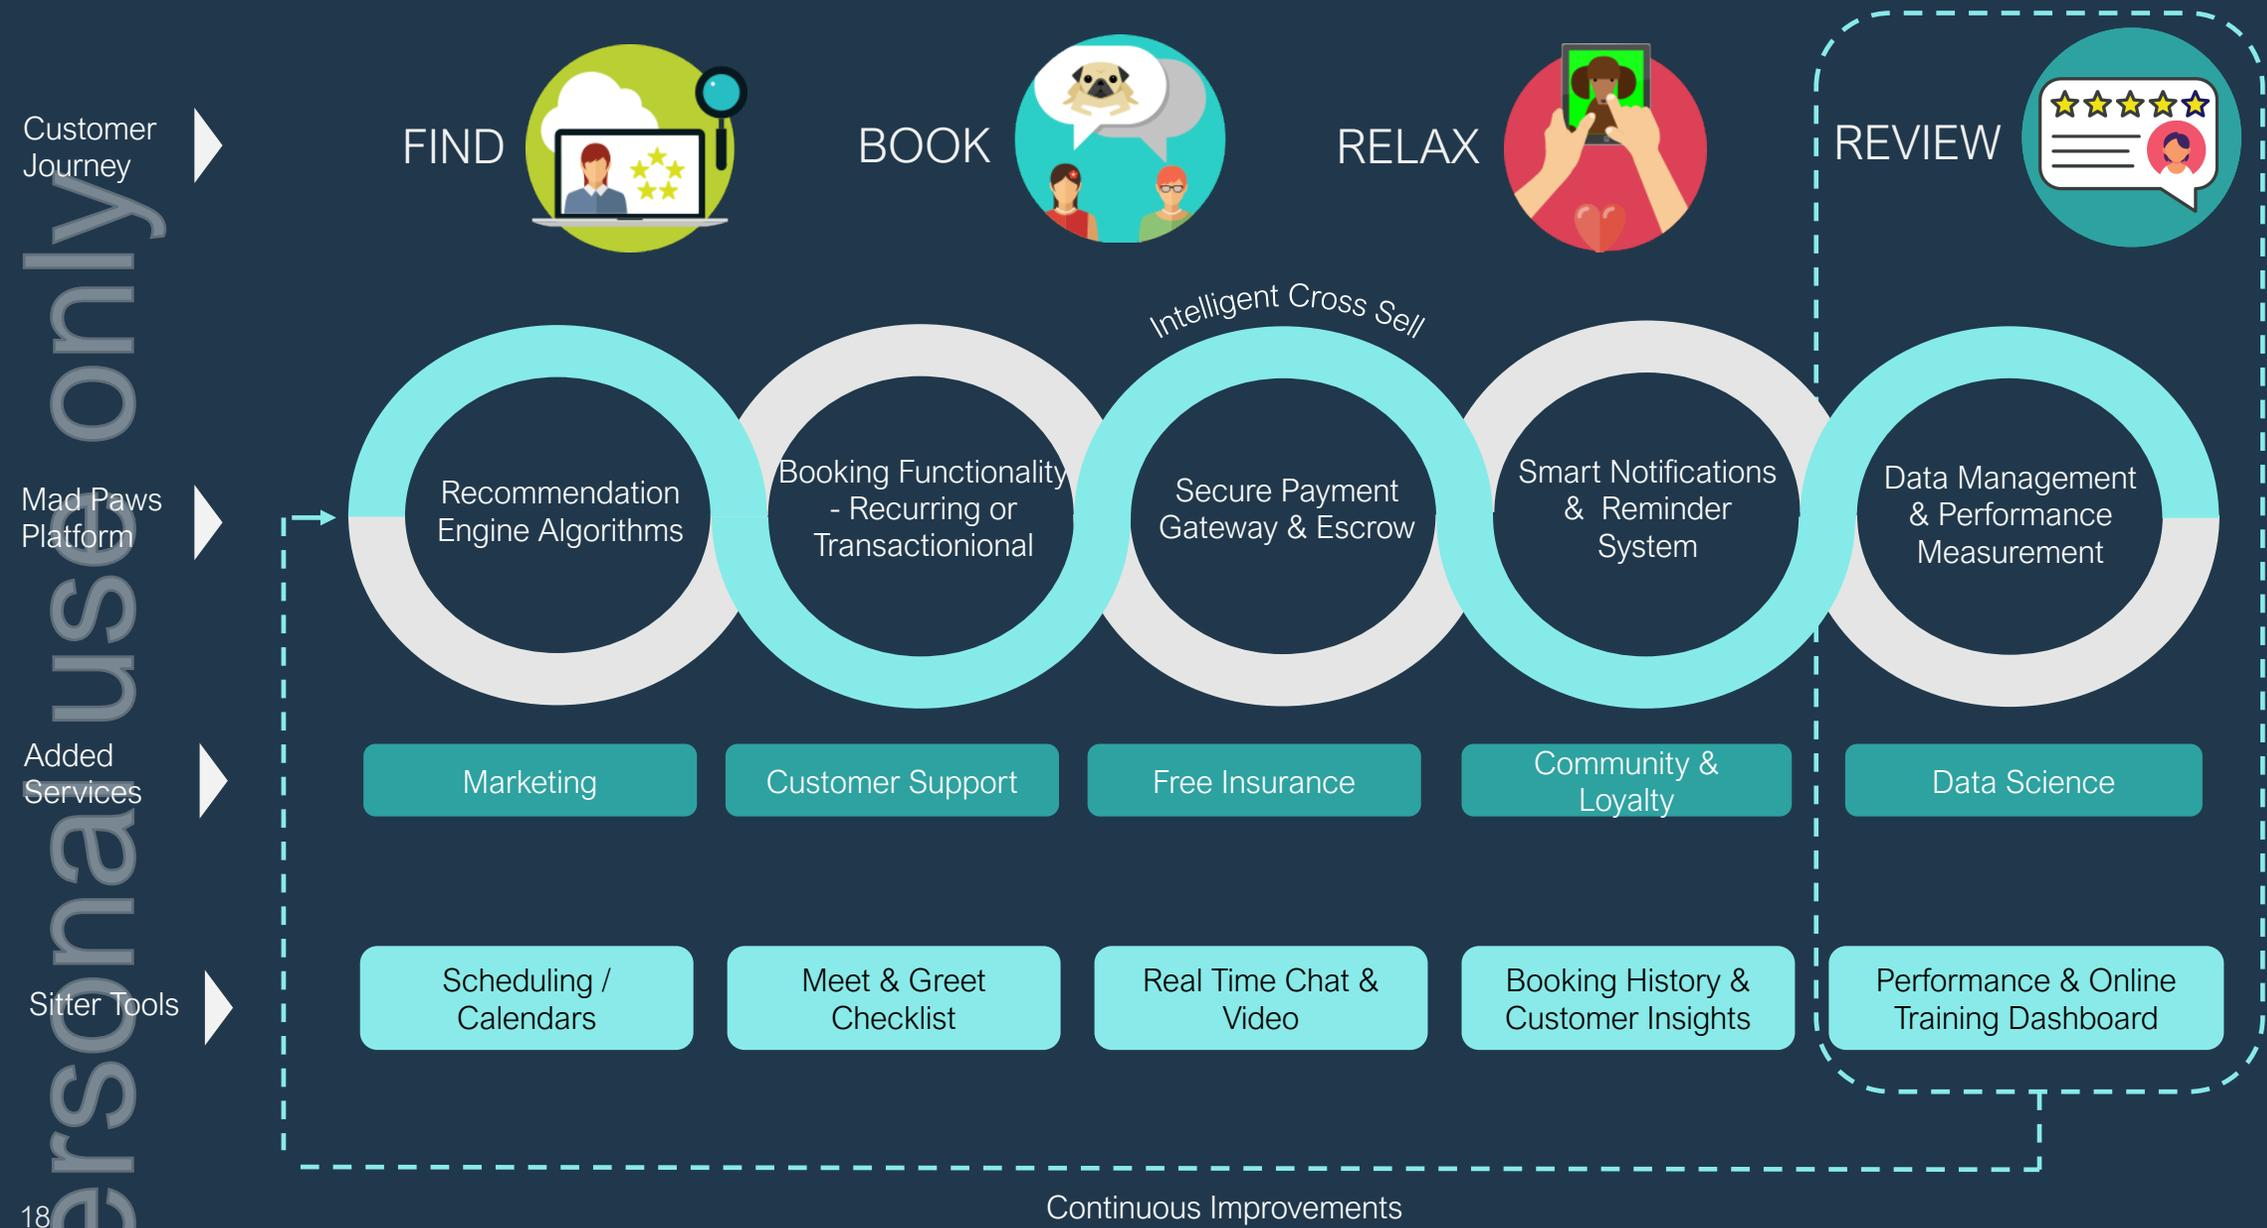 Customer
Journey
FIND
BOOK
RELAX
REVIEW
Intelligent Cross Sell
Mad Paws
Platform
Recommendation
Engine Algorithms
Booking Functionality
- Recurring or
Transactionional
Secure Payment
Gateway & Escrow
Smart Notifications
& Reminder
System
Data Management
& Performance
Measurement
Added
Services
Marketing
Customer Support
Free Insurance
Community &
Loyalty
Data Science
Sitter Tools
Scheduling /
Calendars
Meet & Greet
Checklist
Real Time Chat &
Video
Booking History &
Customer Insights
Performance & Online
Training Dashboard
Continuous Improvements
18
ersonal use only